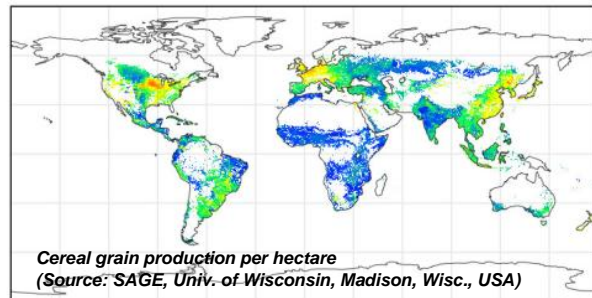 Cereal grain production per hectare
(Source: SAGE, Univ. of Wisconsin, Madison, Wisc., USA)